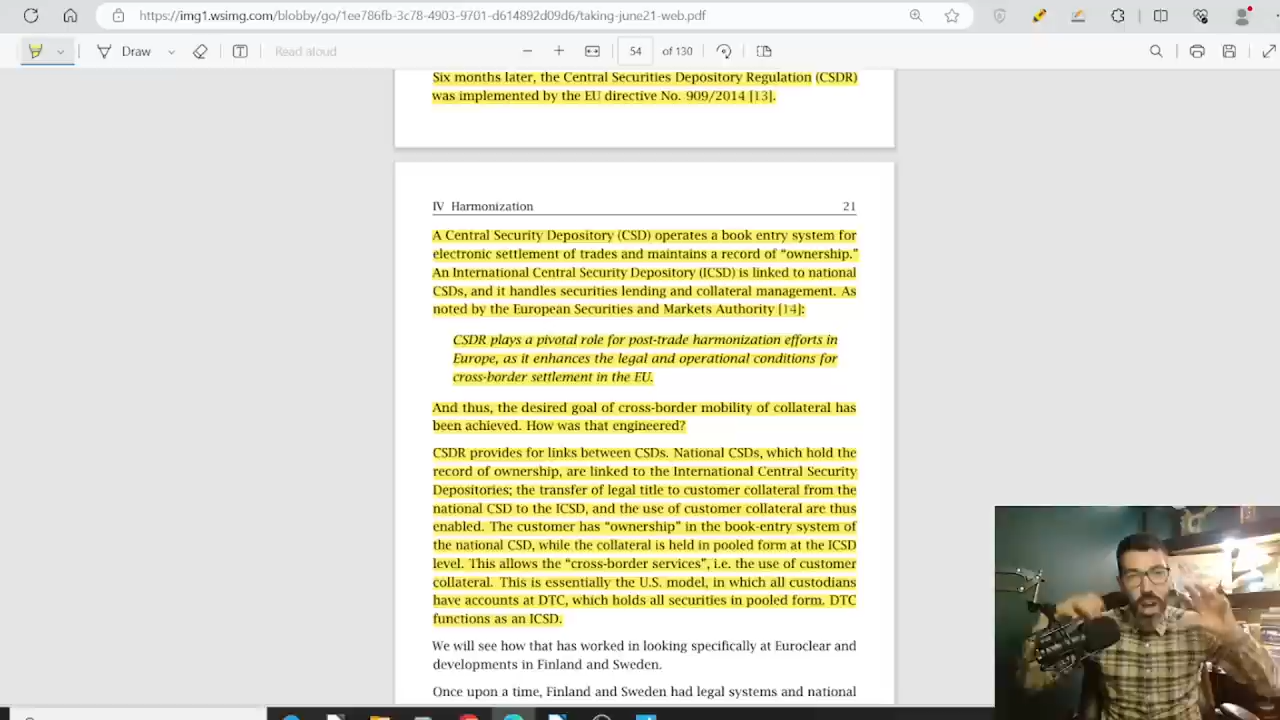 https://img1.wsimg.com/blobby/go/1ee786fb-3c78-4903-9701-d614892d09d6/taking-june21-web.pdf
Draw
Read aloud
54
of 130
Six months later, the Central Securities Depository Regulation (CSDR)
was implemented by the EU directive No. 909/2014 [13].
IV Harmonization
21
A Central Security Depository (CSD) operates a book entry system for
electronic settlement of trades and maintains a record of “ownership.”
An International Central Security Depository (ICSD) is linked to national
CSDs, and it handles securities lending and collateral management. As
noted by the European Securities and Markets Authority [14]:
CSDR plays a pivotal role for post-trade harmonization efforts in
Europe, as it enhances the legal and operational conditions for
cross-border settlement in the EU.
And thus, the desired goal of cross-border mobility of collateral has
been achieved. How was that engineered?
CSDR provides for links between CSDs. National CSDs, which hold the
record of ownership, are linked to the International Central Security
Depositories; the transfer of legal title to customer collateral from the
national CSD to the ICSD, and the use of customer collateral are thus
enabled. The customer has “ownership” in the book-entry system of
the national CSD, while the collateral is held in pooled form at the ICSD
level. This allows the “cross-border services”, i.e. the use of customer
collateral. This is essentially the U.S. model, in which all custodians
have accounts at DTC, which holds all securities in pooled form. DTC
functions as an ICSD.
We will see how that has worked in looking specifically at Euroclear and
developments in Finland and Sweden.
Once upon a time, Finland and Sweden had legal systems and national